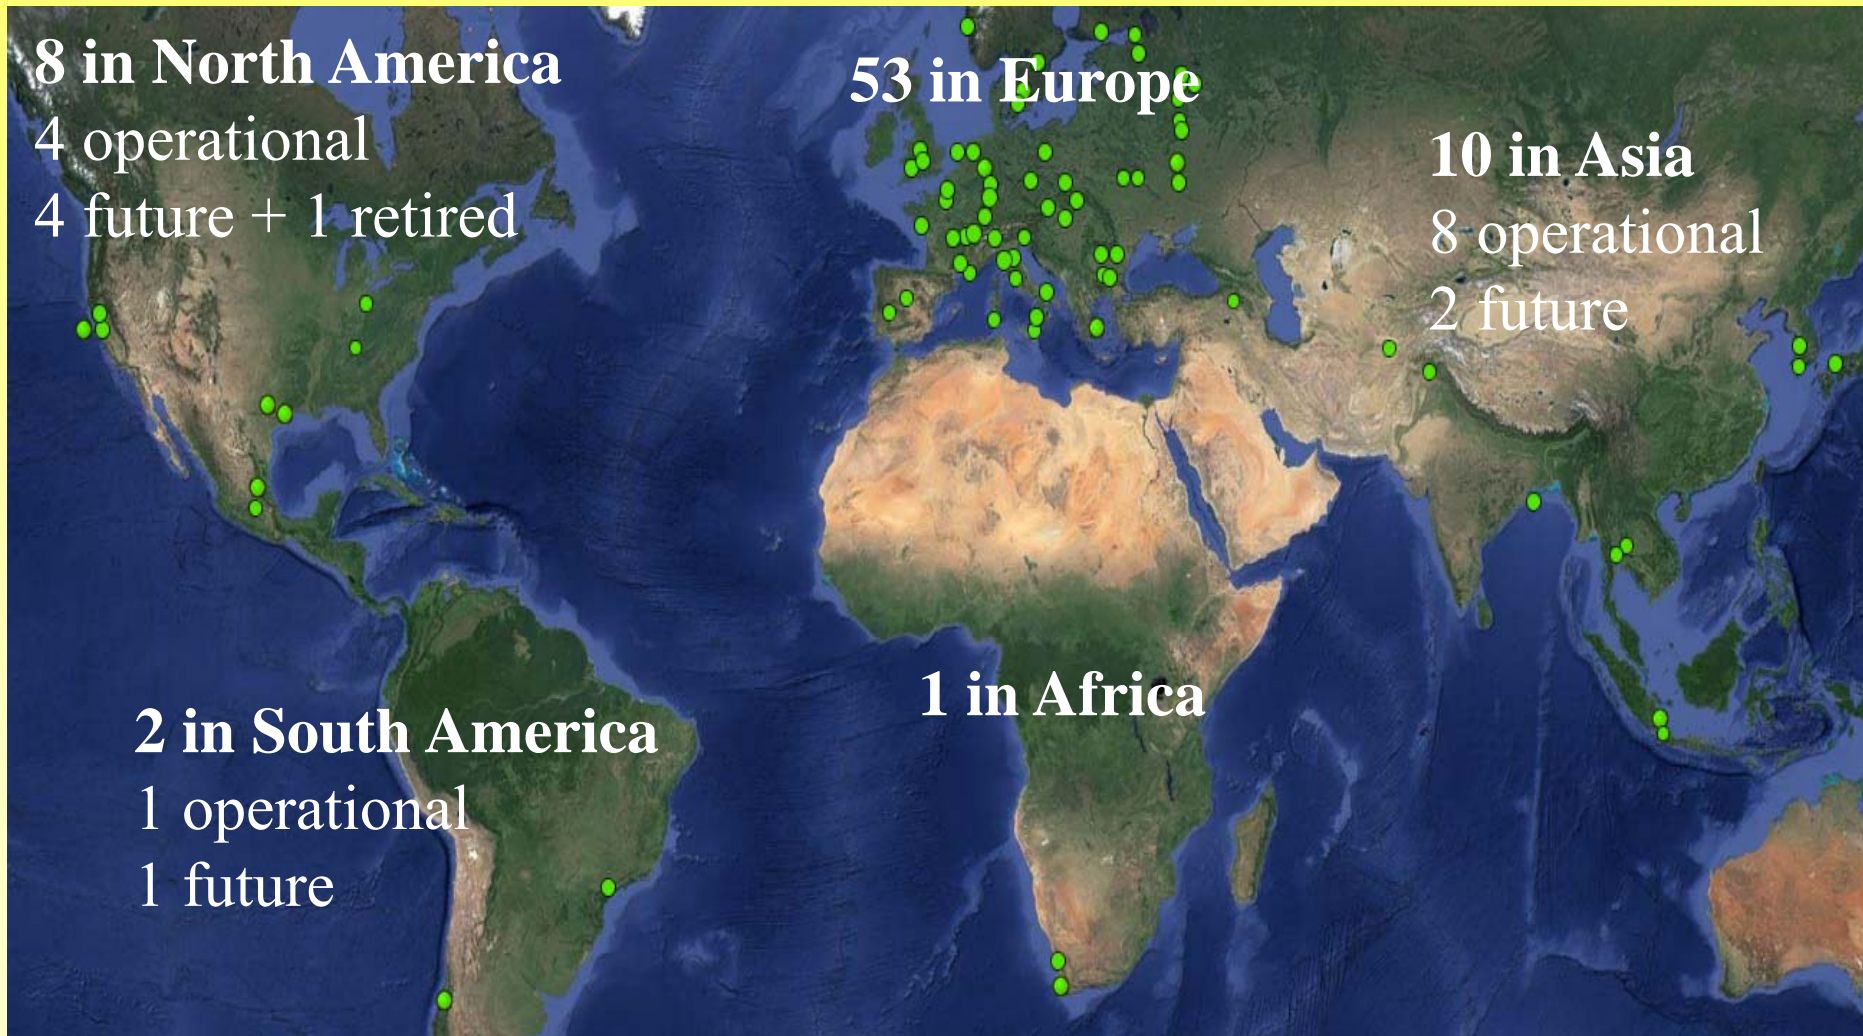 8 in North America
4 operational
4 future + 1 retired
53 in Europe
10 in Asia
8 operational
2 future
1 in Africa
2 in South America
1 operational
1 future